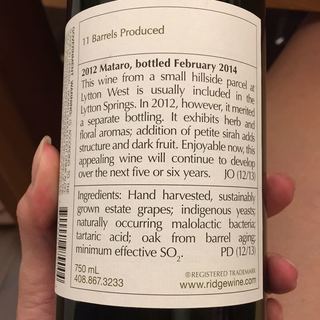 11 Barrels Produced
2012 Mataro, bottled February 2014
This wine from a small hillside parcel at
Lytton West is usually included in the
Lytton Springs. In 2012, however, it merited
a separate bottling. It exhibits herb and
floral aromas; addition of petite sirah adds
structure and dark fruit. Enjoyable now, this
appealing wine will continue to develop
over the next five or six years. JO (12/13)
Ingredients: Hand harvested, sustainably
grown estate grapes; indigenous yeasts;
naturally occurring malolactic bacteria;
tartaric acid; oak from barrel aging;
minimum effective SO₂. PD (12/13)
750 mL
408.867.3233
®REGISTERED TRADEMARK
www.ridgewine.com